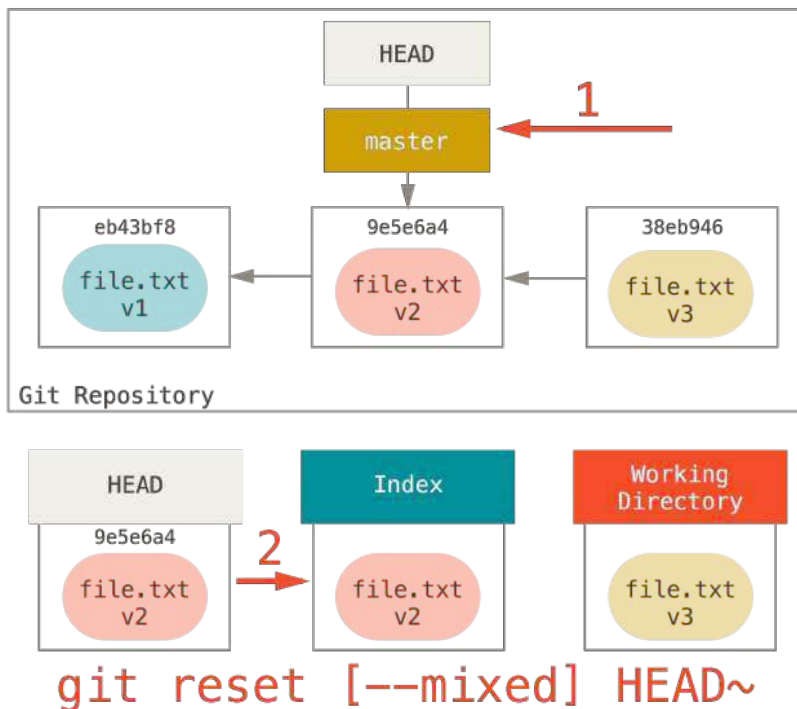 HEAD
1
master
eb43bf8
9e5e6a4
38eb946
file.txt
v1
file.txt
v2
file.txt
v3
Git Repository
HEAD
Index
Working
Directory
9e5e6a4
2
file.txt
v2
file.txt
v2
file.txt
v3
git reset [--mixed] HEAD~